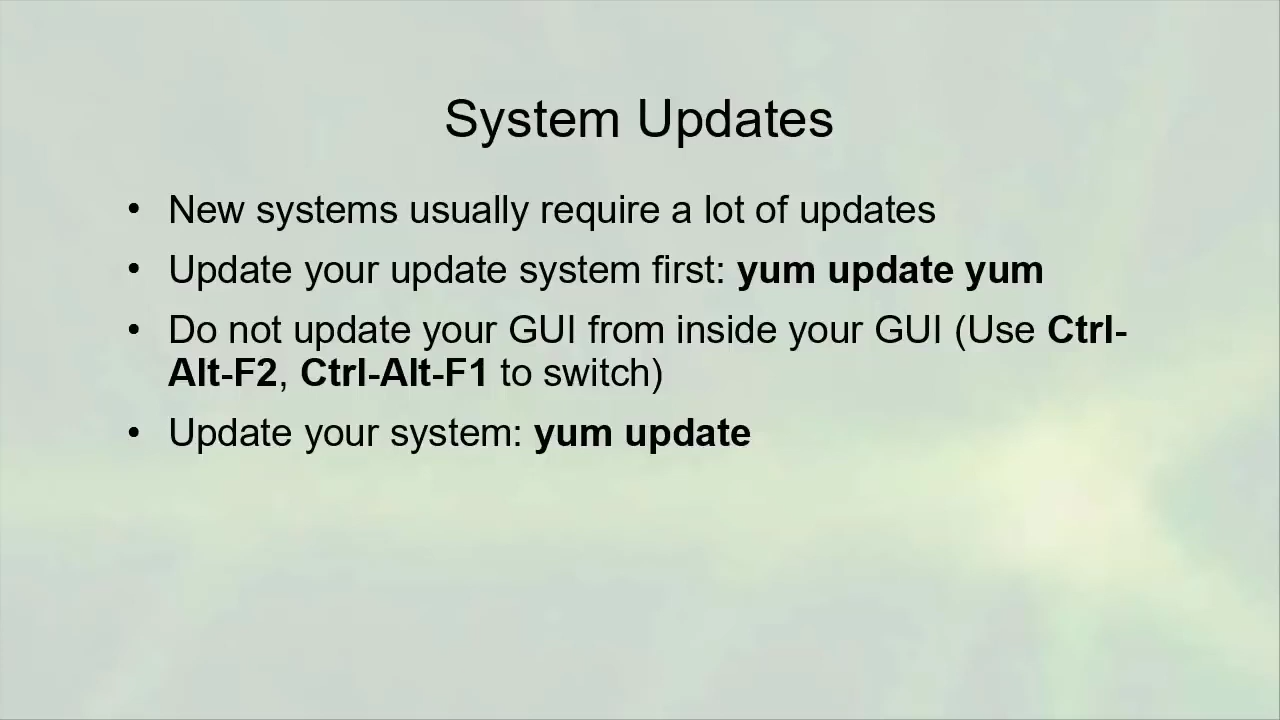 System Updates
• New systems usually require a lot of updates
• Update your update system first: yum update yum
• Do not update your GUI from inside your GUI (Use Ctrl-
Alt-F2, Ctrl-Alt-F1 to switch)
• Update your system: yum update